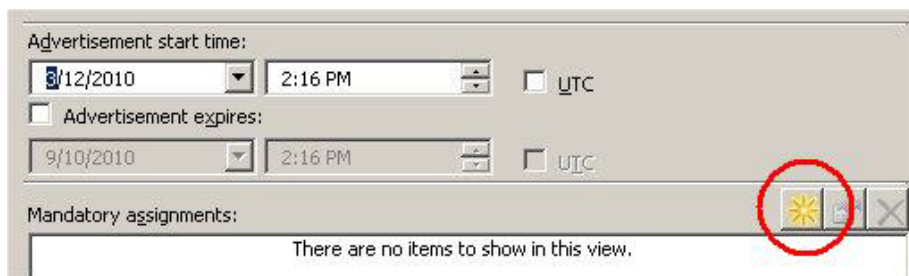 Advertisement start time:
3/12/2010 2:16 PM UTC
Advertisement expires:
9/10/2010 2:16 PM UTC
Mandatory assignments:
There are no items to show in this view.